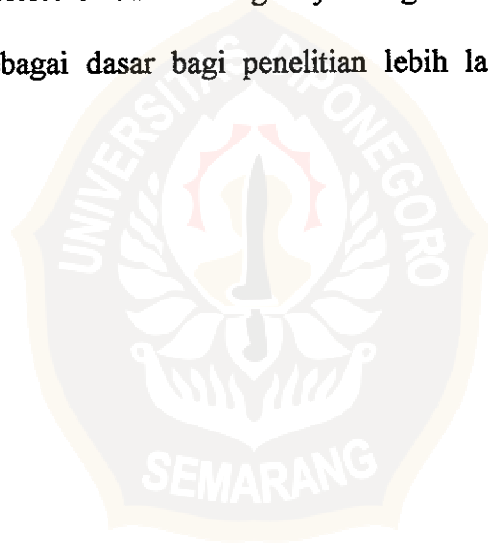 bagai dasar bagi penelitian lebih la
UNIVERSITAS DIPONEGORO
SEMARANG